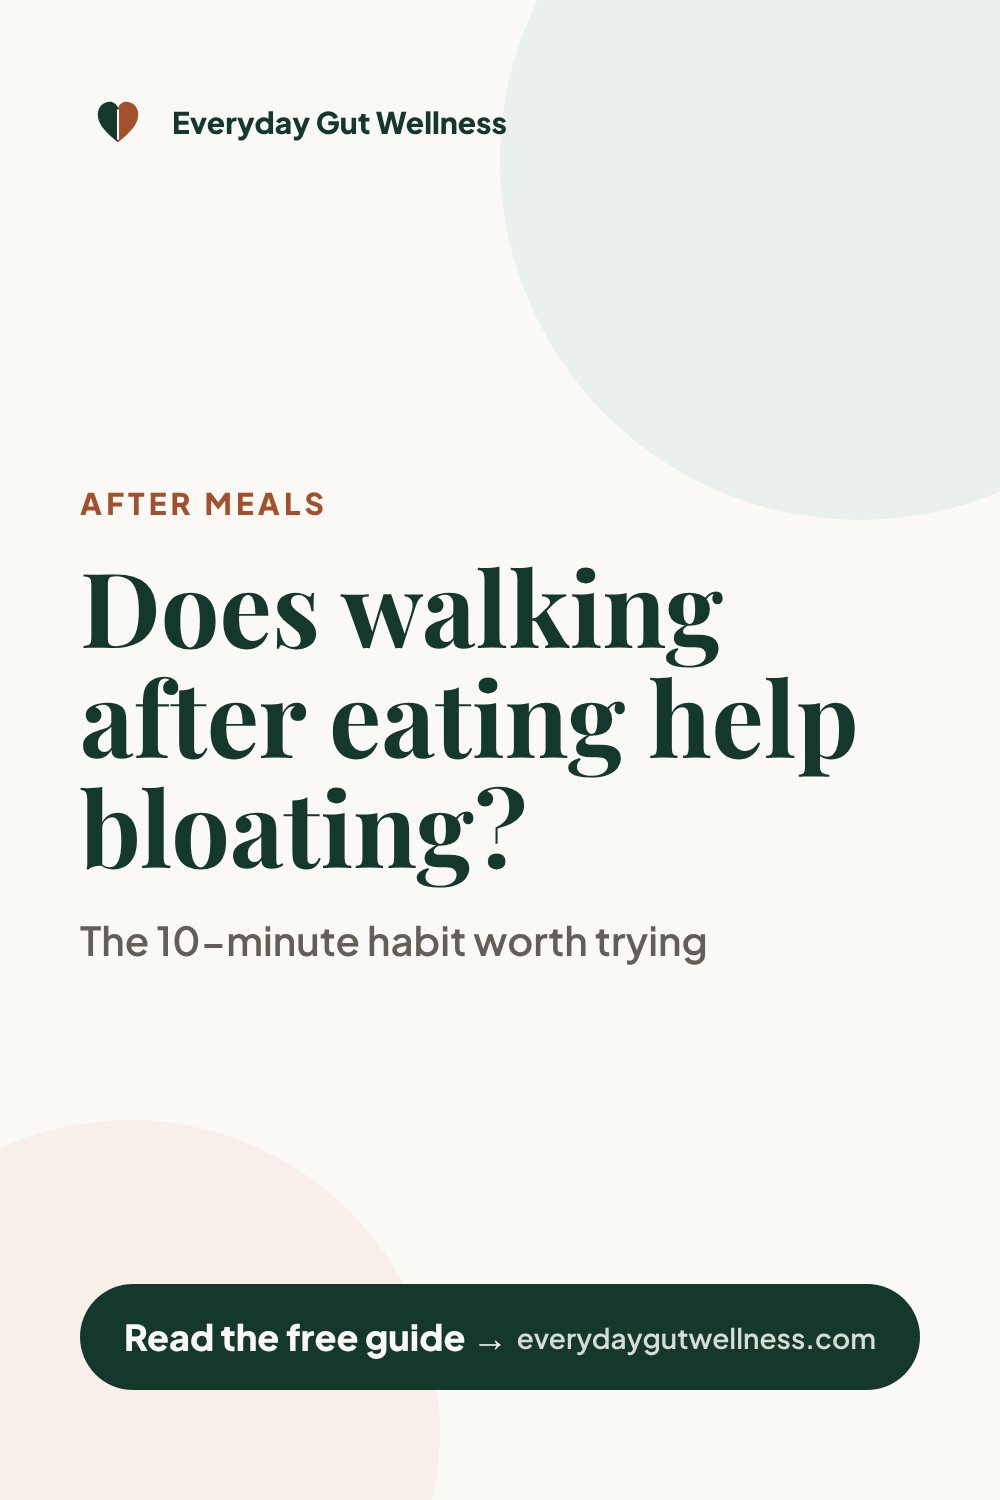 Everyday Gut Wellness
AFTER MEALS
Does walking
after eating help
bloating?
The 10–minute habit worth trying
Read the free guide → everydaygutwellness.com